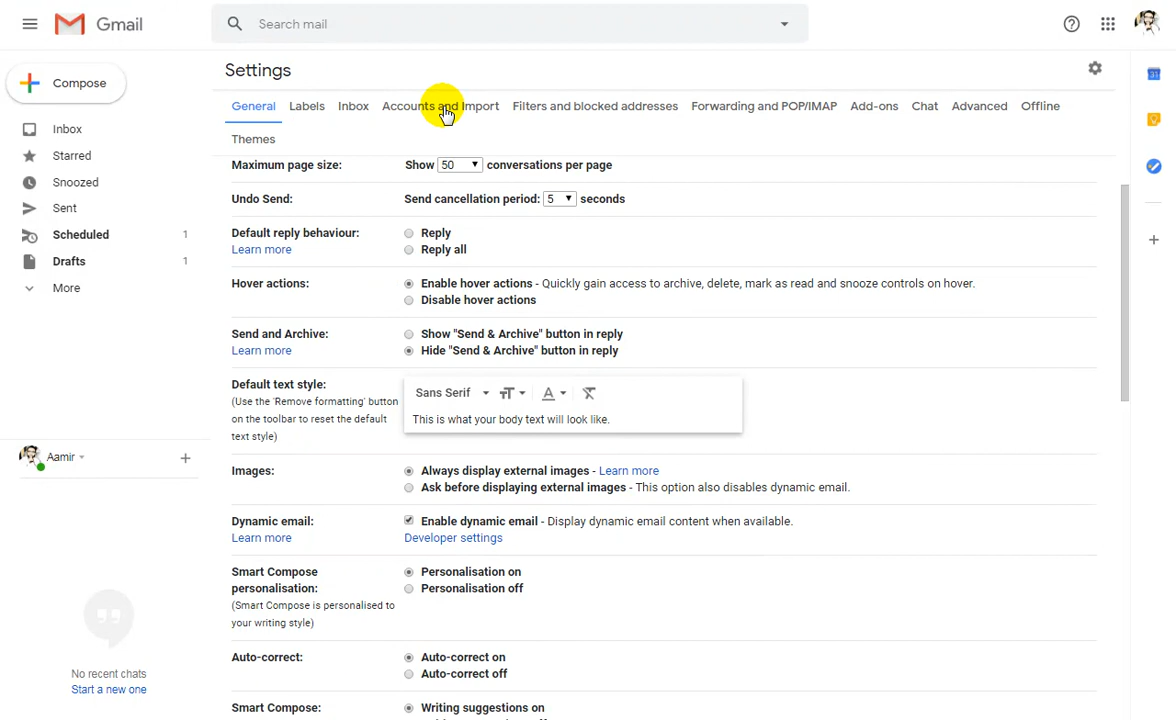 Gmail
Search mail
Compose
Inbox
Starred
Snoozed
Sent
Scheduled 1
Drafts 1
More
Aamir
No recent chats
Start a new one
Settings
General Labels Inbox Accounts and Import Filters and blocked addresses Forwarding and POP/IMAP Add-ons Chat Advanced Offline
Themes
Maximum page size: Show 50 conversations per page
Undo Send: Send cancellation period: 5 seconds
Default reply behaviour: Reply
Learn more Reply all
Hover actions: Enable hover actions - Quickly gain access to archive, delete, mark as read and snooze controls on hover.
Disable hover actions
Send and Archive: Show "Send & Archive" button in reply
Learn more Hide "Send & Archive" button in reply
Default text style:
(Use the 'Remove formatting' button
on the toolbar to reset the default
text style)
Sans Serif
This is what your body text will look like.
Images: Always display external images - Learn more
Ask before displaying external images - This option also disables dynamic email.
Dynamic email: Enable dynamic email - Display dynamic email content when available.
Learn more Developer settings
Smart Compose Personalisation on
personalisation: Personalisation off
(Smart Compose is personalised to
your writing style)
Auto-correct: Auto-correct on
Auto-correct off
Smart Compose: Writing suggestions on
31